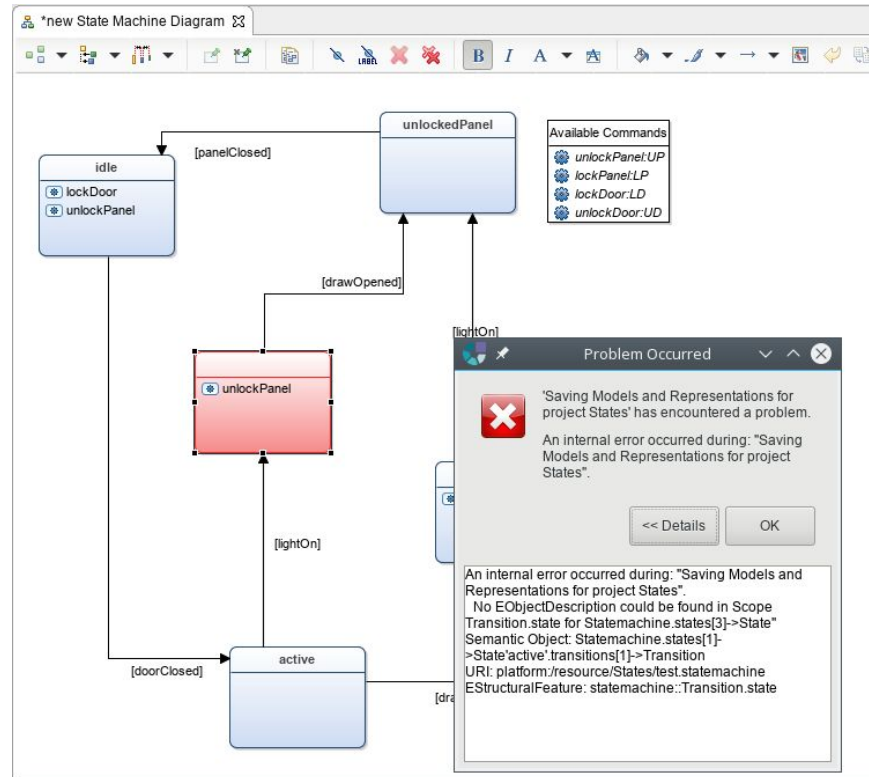 *new State Machine Diagram
LABEL
B I A A
unlockedPanel
Available Commands
unlockPanel:UP
lockPanel:LP
lockDoor:LD
unlockDoor:UD
[panelClosed]
idle
lockDoor
unlockPanel
[drawOpened]
[lightOn]
unlockPanel
[lightOn]
[doorClosed]
active
Problem Occurred
'Saving Models and Representations for
project States' has encountered a problem.
An internal error occurred during: "Saving
Models and Representations for project
States".
<< Details
OK
An internal error occurred during: "Saving Models and
Representations for project States".
No EObjectDescription could be found in Scope
Transition.state for Statemachine.states[3]->State''
Semantic Object: Statemachine.states[1]-
>State'active'.transitions[1]->Transition
URI: platform:/resource/States/test.statemachine
EStructuralFeature: statemachine::Transition.state